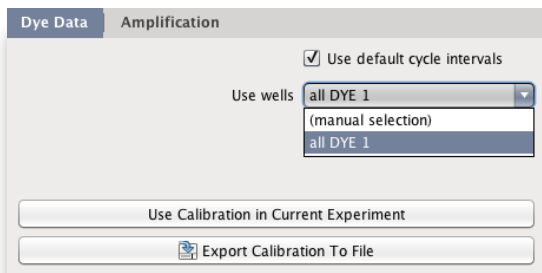 Dye Data Amplification
Use default cycle intervals
Use wells all DYE 1
(manual selection)
all DYE 1
Use Calibration in Current Experiment
Export Calibration To File